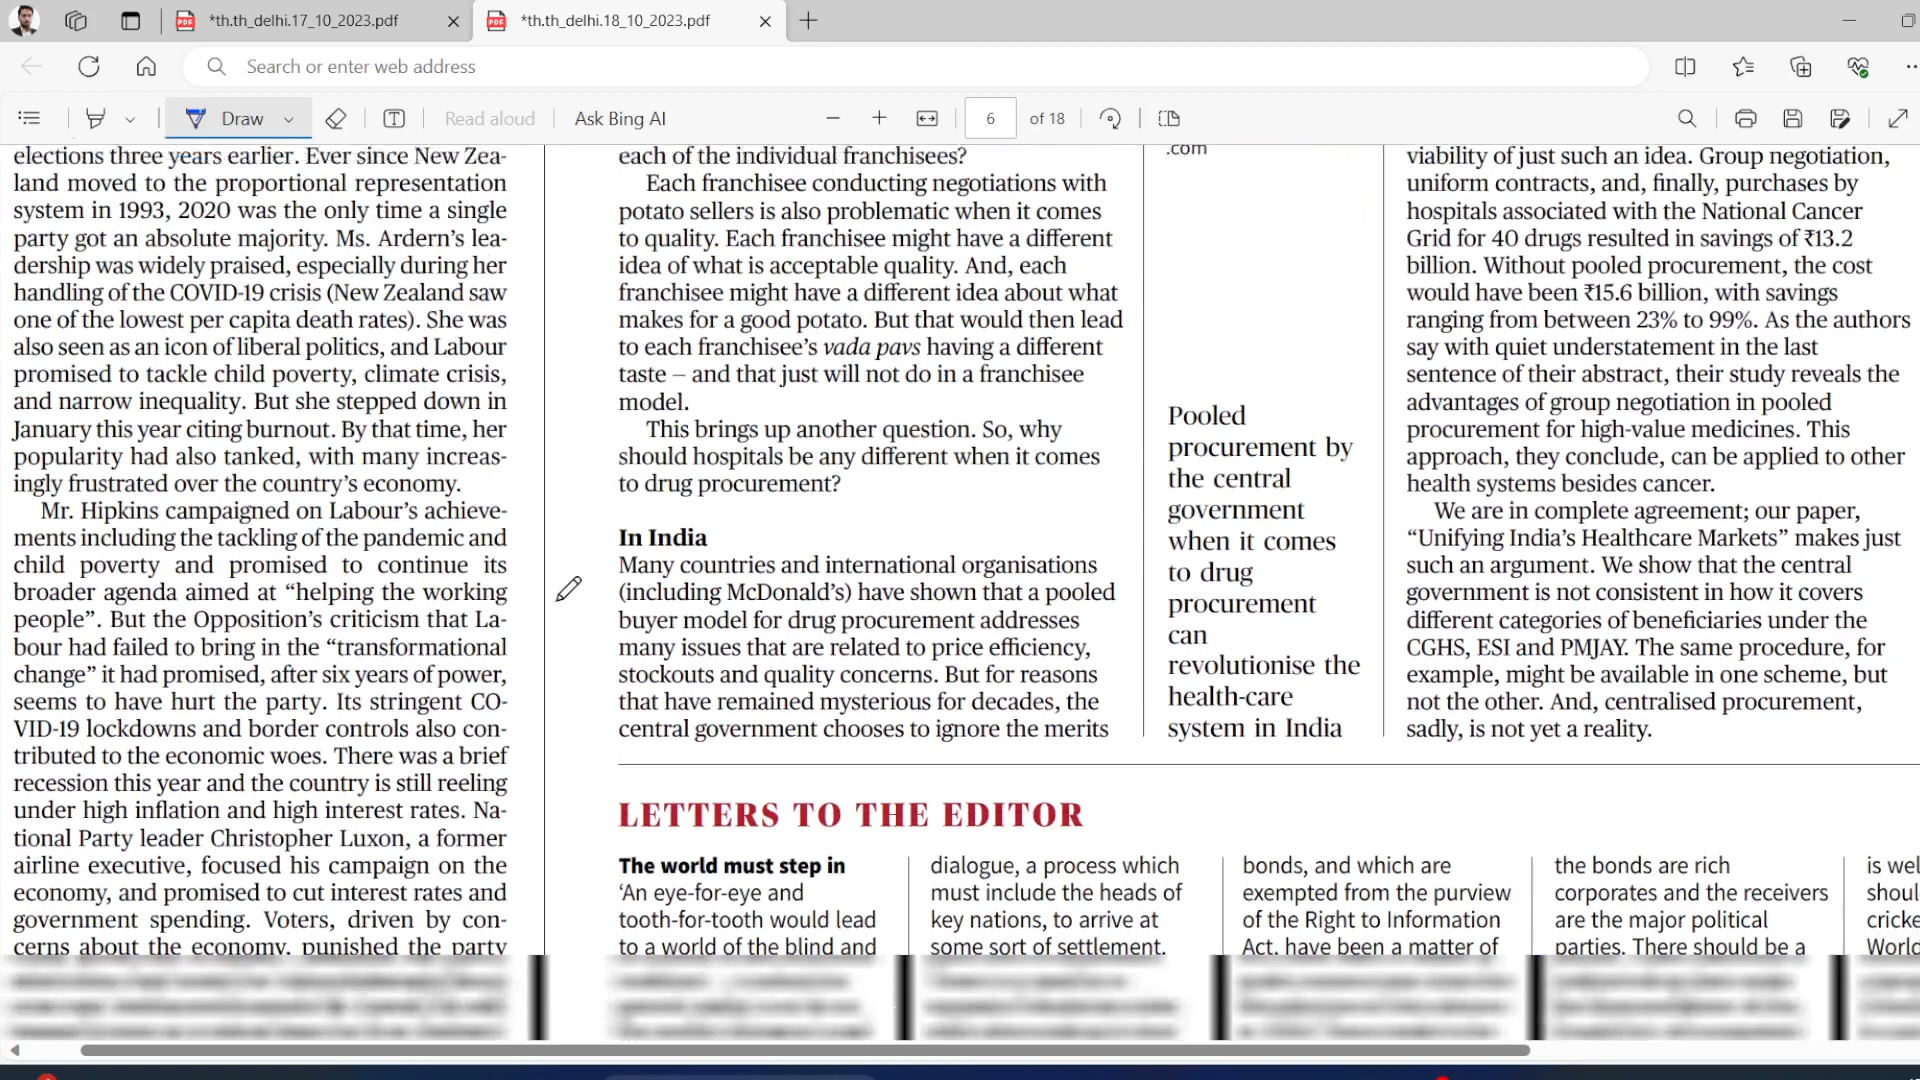 *th.th_delhi.17_10_2023.pdf
*th.th_delhi.18_10_2023.pdf
Search or enter web address
Draw
Read aloud
Ask Bing AI
6 of 18
elections three years earlier. Ever since New Zea-
land moved to the proportional representation
system in 1993, 2020 was the only time a single
party got an absolute majority. Ms. Ardern’s lea-
dership was widely praised, especially during her
handling of the COVID-19 crisis (New Zealand saw
one of the lowest per capita death rates). She was
also seen as an icon of liberal politics, and Labour
promised to tackle child poverty, climate crisis,
and narrow inequality. But she stepped down in
January this year citing burnout. By that time, her
popularity had also tanked, with many increas-
ingly frustrated over the country’s economy.
Mr. Hipkins campaigned on Labour’s achieve-
ments including the tackling of the pandemic and
child poverty and promised to continue its
broader agenda aimed at “helping the working
people”. But the Opposition’s criticism that La-
bour had failed to bring in the “transformational
change” it had promised, after six years of power,
seems to have hurt the party. Its stringent CO-
VID-19 lockdowns and border controls also con-
tributed to the economic woes. There was a brief
recession this year and the country is still reeling
under high inflation and high interest rates. Na-
tional Party leader Christopher Luxon, a former
airline executive, focused his campaign on the
economy, and promised to cut interest rates and
government spending. Voters, driven by con-
cerns about the economy, punished the party
each of the individual franchisees?
Each franchisee conducting negotiations with
potato sellers is also problematic when it comes
to quality. Each franchisee might have a different
idea of what is acceptable quality. And, each
franchisee might have a different idea about what
makes for a good potato. But that would then lead
to each franchisee’s vada pavs having a different
taste – and that just will not do in a franchisee
model.
This brings up another question. So, why
should hospitals be any different when it comes
to drug procurement?
In India
Many countries and international organisations
(including McDonald’s) have shown that a pooled
buyer model for drug procurement addresses
many issues that are related to price efficiency,
stockouts and quality concerns. But for reasons
that have remained mysterious for decades, the
central government chooses to ignore the merits
.com
Pooled
procurement by
the central
government
when it comes
to drug
procurement
can
revolutionise the
health-care
system in India
viability of just such an idea. Group negotiation,
uniform contracts, and, finally, purchases by
hospitals associated with the National Cancer
Grid for 40 drugs resulted in savings of ₹13.2
billion. Without pooled procurement, the cost
would have been ₹15.6 billion, with savings
ranging from between 23% to 99%. As the authors
say with quiet understatement in the last
sentence of their abstract, their study reveals the
advantages of group negotiation in pooled
procurement for high-value medicines. This
approach, they conclude, can be applied to other
health systems besides cancer.
We are in complete agreement; our paper,
“Unifying India’s Healthcare Markets” makes just
such an argument. We show that the central
government is not consistent in how it covers
different categories of beneficiaries under the
CGHS, ESI and PMJAY. The same procedure, for
example, might be available in one scheme, but
not the other. And, centralised procurement,
sadly, is not yet a reality.
LETTERS TO THE EDITOR
The world must step in
‘An eye-for-eye and
tooth-for-tooth would lead
to a world of the blind and
dialogue, a process which
must include the heads of
key nations, to arrive at
some sort of settlement.
bonds, and which are
exempted from the purview
of the Right to Information
Act, have been a matter of
the bonds are rich
corporates and the receivers
are the major political
parties. There should be a
is wel
shoul
cricke
World